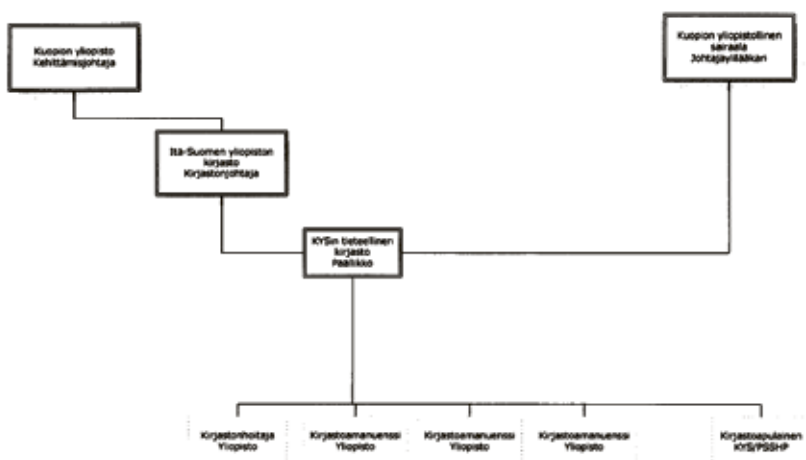 Kuopion yliopisto
Kehittämisjohtaja
Kuopion yliopistollinen
sairaala
Johtajaylilääkäri
Itä-Suomen yliopiston
kirjasto
Kirjastonjohtaja
KYSin tieteellinen
kirjasto
Päällikkö
Kirjastonhoitaja
Yliopisto
Kirjastoamanuenssi
Yliopisto
Kirjastoamanuenssi
Yliopisto
Kirjastoamanuenssi
Yliopisto
Kirjastoapulainen
KYS/PSSHP